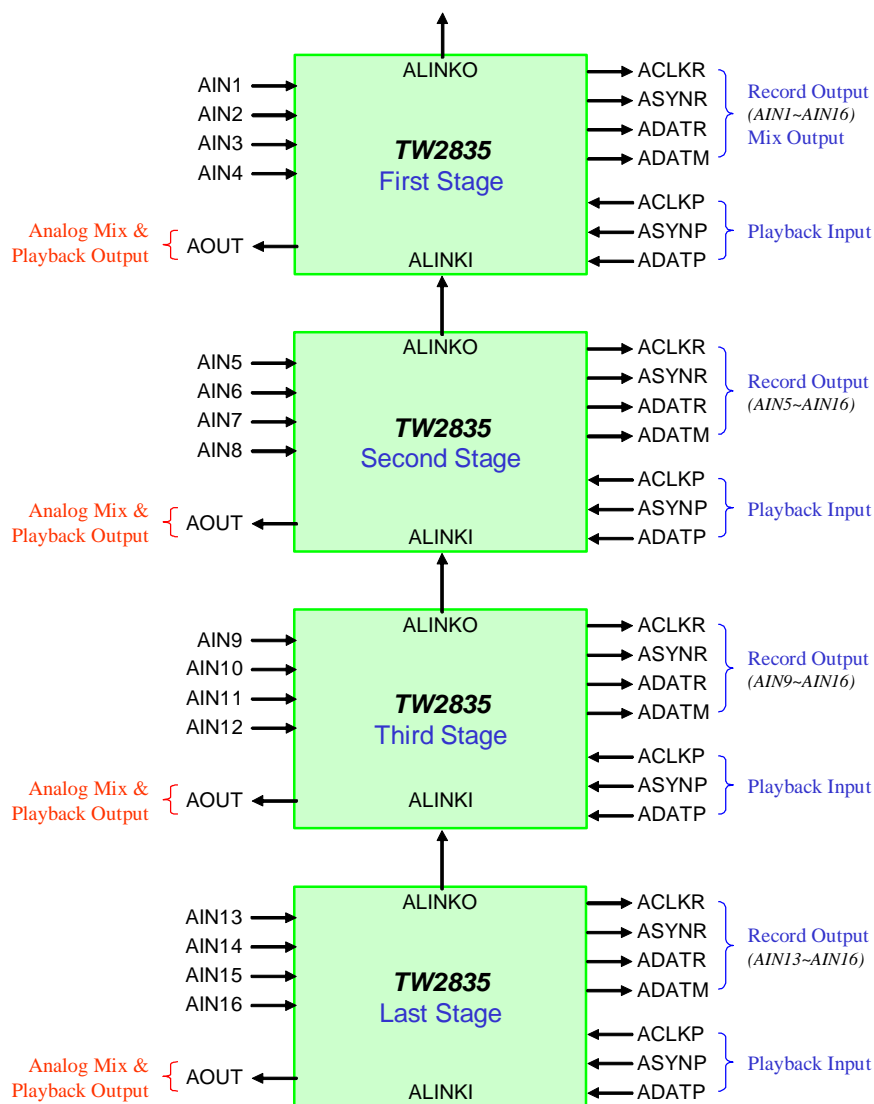 ALINKO
AIN1
AIN2
AIN3
AIN4
TW2835
First Stage
ACLKR
ASYNR
ADATR
ADATM
Record Output
(AIN1~AIN16)
Mix Output
ACLKP
ASYNP
ADATP
Playback Input
Analog Mix &
Playback Output
AOUT
ALINKI
ALINKO
AIN5
AIN6
AIN7
AIN8
TW2835
Second Stage
ACLKR
ASYNR
ADATR
ADATM
Record Output
(AIN5~AIN16)
ACLKP
ASYNP
ADATP
Playback Input
Analog Mix &
Playback Output
AOUT
ALINKI
ALINKO
AIN9
AIN10
AIN11
AIN12
TW2835
Third Stage
ACLKR
ASYNR
ADATR
ADATM
Record Output
(AIN9~AIN16)
ACLKP
ASYNP
ADATP
Playback Input
Analog Mix &
Playback Output
AOUT
ALINKI
ALINKO
AIN13
AIN14
AIN15
AIN16
TW2835
Last Stage
ACLKR
ASYNR
ADATR
ADATM
Record Output
(AIN13~AIN16)
ACLKP
ASYNP
ADATP
Playback Input
Analog Mix &
Playback Output
AOUT
ALINKI